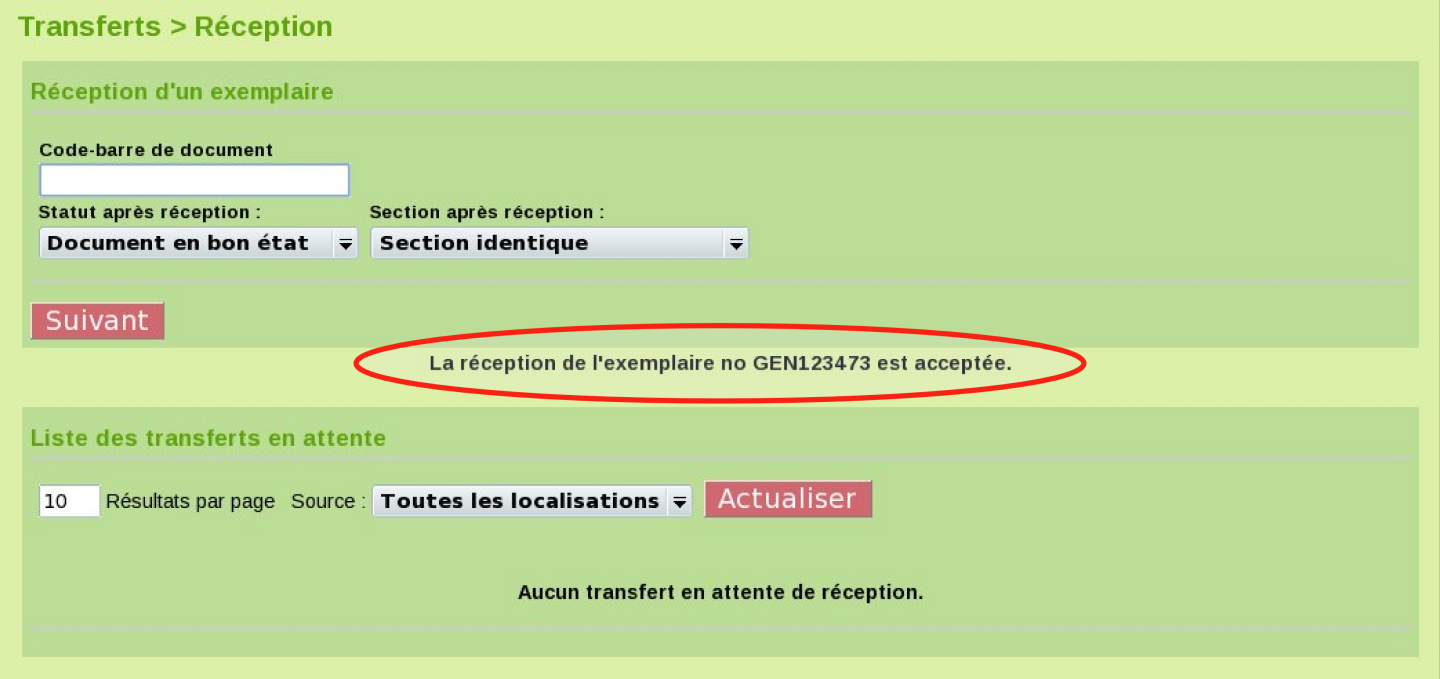 Transferts > Réception
Réception d'un exemplaire
Code-barre de document
Statut après réception : Section après réception :
Document en bon état Section identique
Suivant
La réception de l'exemplaire no GEN123473 est acceptée.
Liste des transferts en attente
10 Résultats par page Source : Toutes les localisations Actualiser
Aucun transfert en attente de réception.